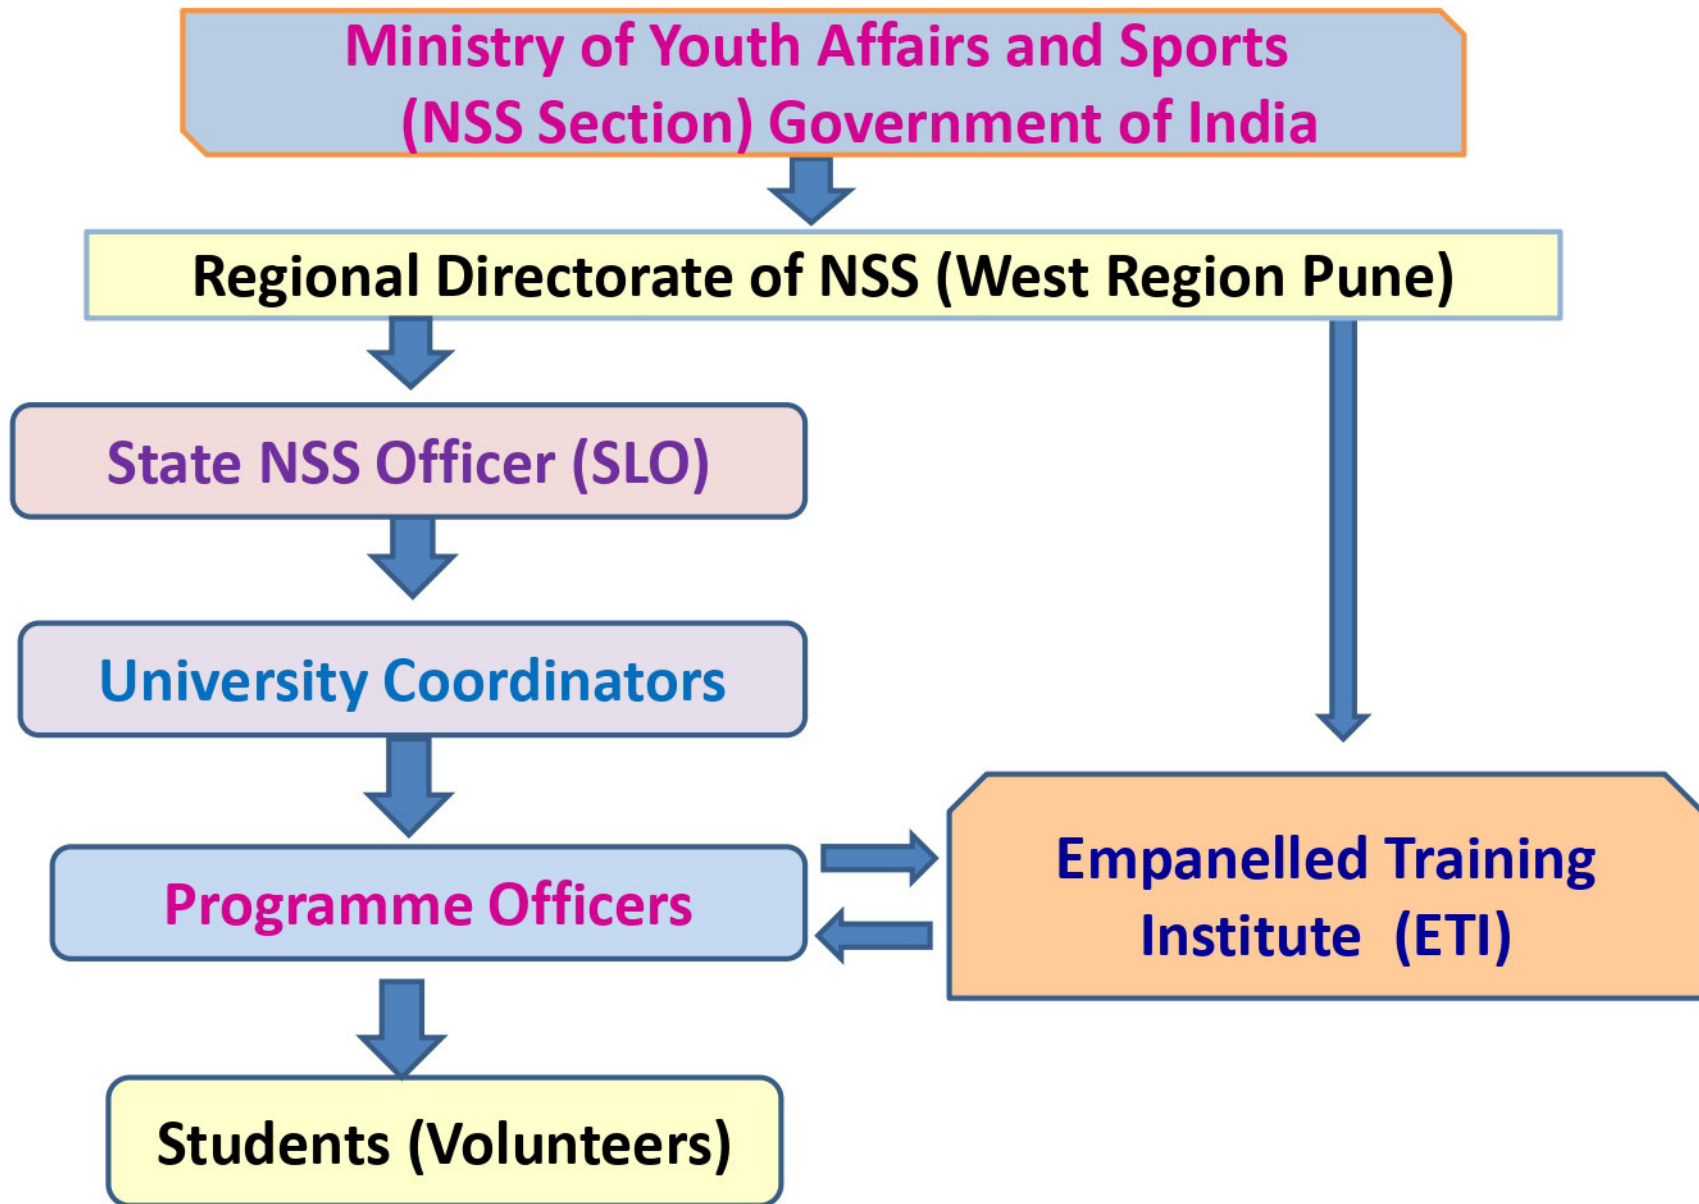 Ministry of Youth Affairs and Sports
(NSS Section) Government of India
Regional Directorate of NSS (West Region Pune)
State NSS Officer (SLO)
University Coordinators
Programme Officers
Empanelled Training
Institute (ETI)
Students (Volunteers)